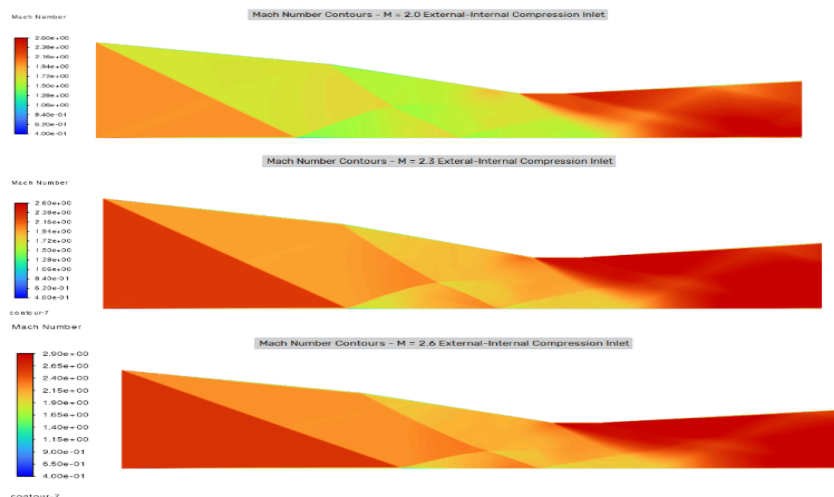 Mach Number Contours - M = 2.0 External-Internal Compression Inlet
Mach Number
2.60e+00
2.38e+00
2.16e+00
1.94e+00
1.72e+00
1.50e+00
1.28e+00
1.06e+00
8.40e-01
6.20e-01
4.00e-01
Mach Number Contours - M = 2.3 Exteral-Internal Compression Inlet
Mach Number
2.60e+00
2.38e+00
2.16e+00
1.94e+00
1.72e+00
1.50e+00
1.28e+00
1.06e+00
8.40e-01
6.20e-01
4.00e-01
contour-7
Mach Number Contours - M = 2.6 External-Internal Compression Inlet
Mach Number
2.90e+00
2.65e+00
2.40e+00
2.15e+00
1.90e+00
1.65e+00
1.40e+00
1.15e+00
9.00e-01
6.50e-01
4.00e-01
contour-7